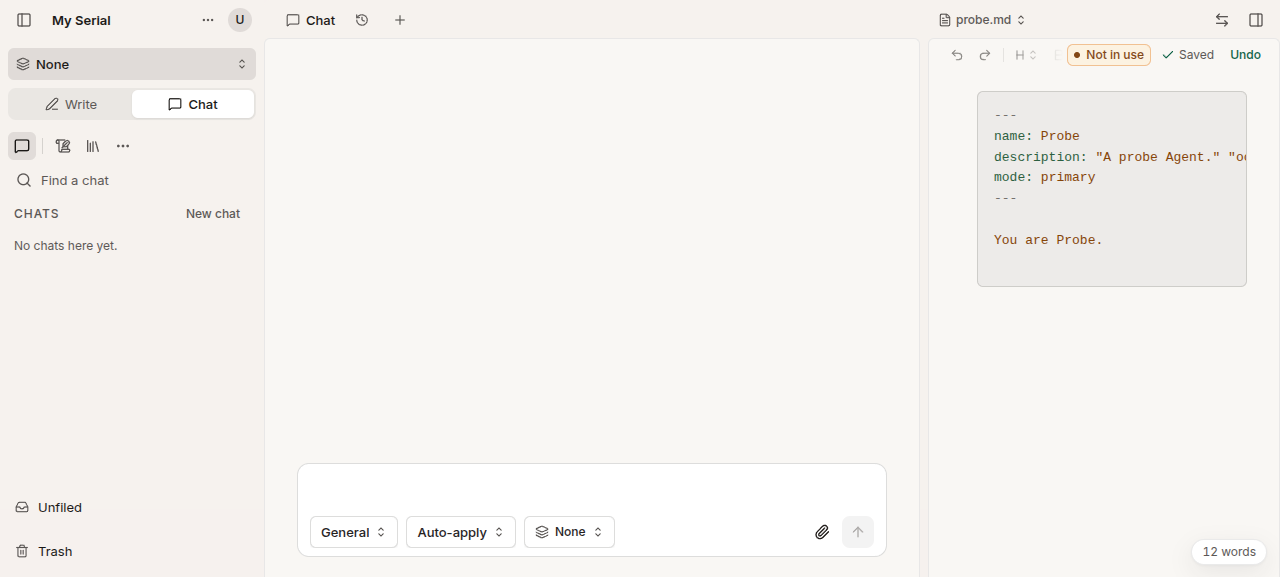 My Serial
U
Chat
probe.md
None
Not in use
Saved
Undo
H
Write
Chat
---
name: Probe
description: "A probe Agent."
mode: primary
---
You are Probe.
Find a chat
CHATS
New chat
No chats here yet.
General
Auto-apply
None
Unfiled
Trash
12 words